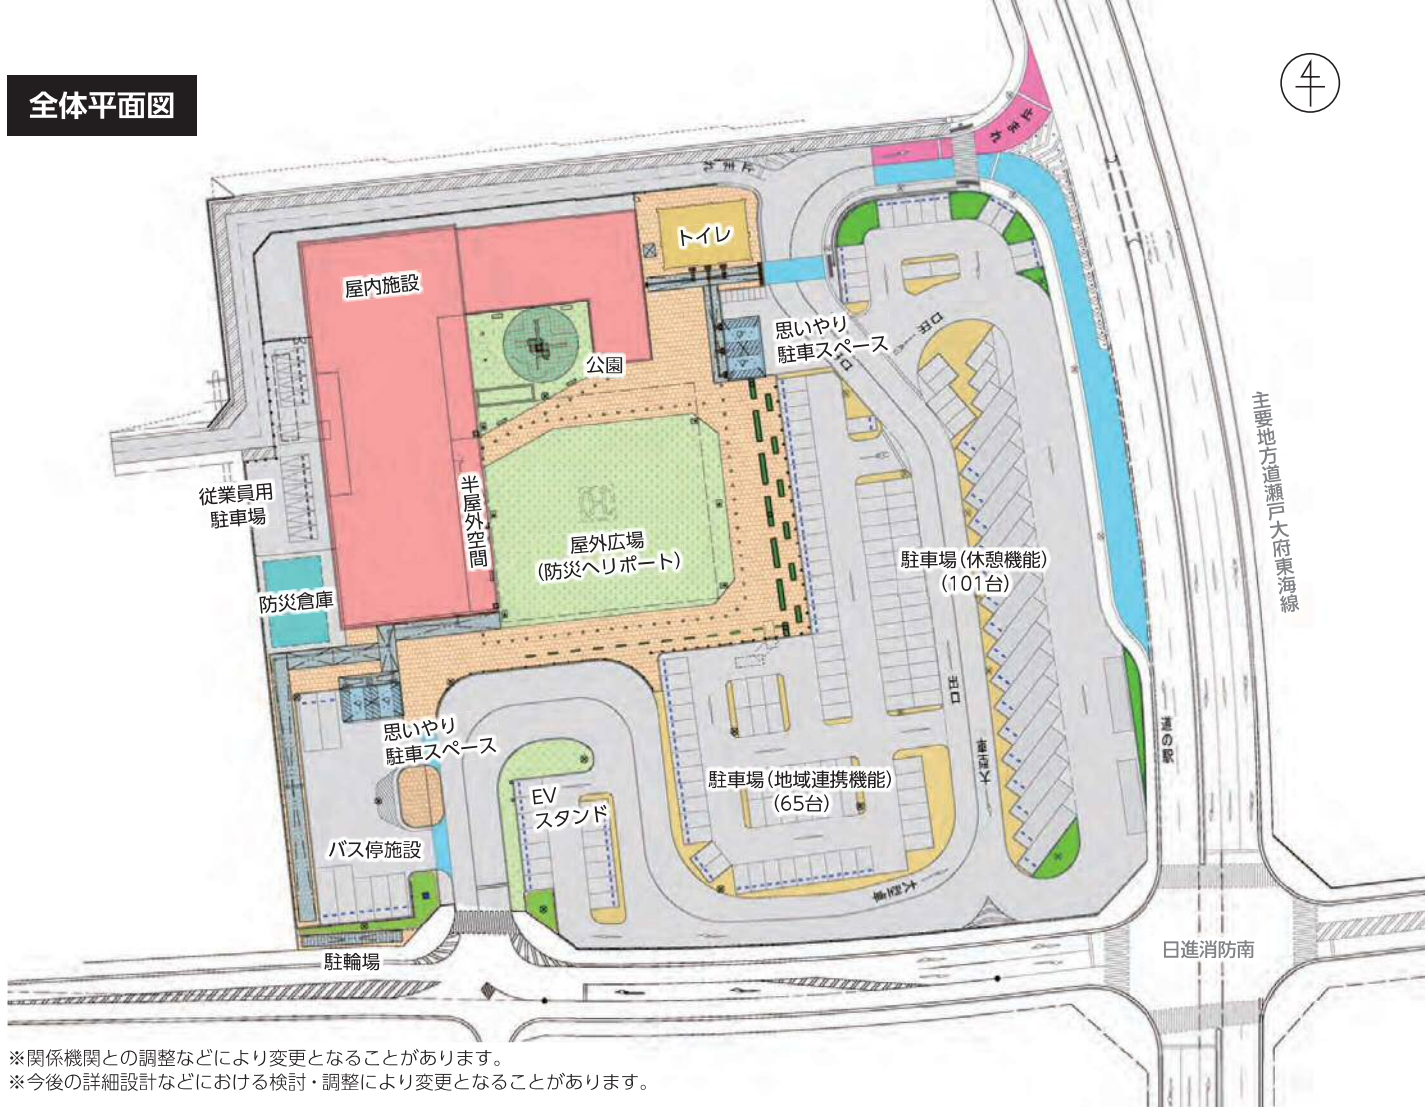 全体平面図
止まれ
止まれ
トイレ
屋内施設
思いやり
駐車スペース
出口
出口
公園
主要地方道瀬戸大府東海線
従業員用
駐車場
半屋外空間
屋外広場
(防災ヘリポート)
駐車場(休憩機能)
(101台)
防災倉庫
出口
道の駅
思いやり
駐車スペース
大型車
駐車場(地域連携機能)
(65台)
EV
スタンド
バス停施設
大型車
日進消防南
駐輪場
※関係機関との調整などにより変更となることがあります。
※今後の詳細設計などにおける検討・調整により変更となることがあります。